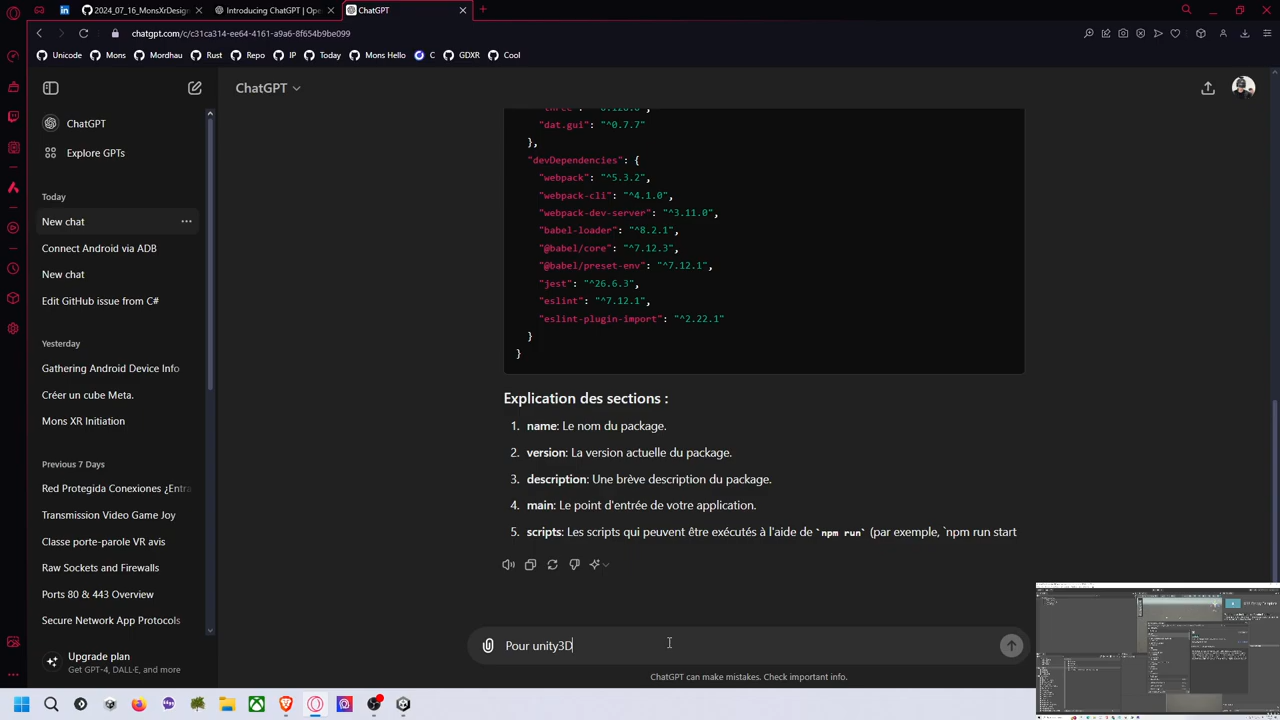 2024_07_16_MonsXrDesign
Introducing ChatGPT | Ope
ChatGPT
chatgpt.com/c/c31ca314-ee64-4161-a9a6-8f654b9be099
Unicode
Mons
Mordhau
Rust
Repo
IP
Today
Mons Hello
C
GDXR
Cool
ChatGPT
ChatGPT
Explore GPTs
Today
New chat
Connect Android via ADB
New chat
Edit GitHub issue from C#
Yesterday
Gathering Android Device Info
Créer un cube Meta.
Mons XR Initiation
Previous 7 Days
Red Protegida Conexiones ¿Entra
Transmission Video Game Joy
Classe porte-parole VR avis
Raw Sockets and Firewalls
Ports 80 & 443 Overview
Secure Network App Protocols
Upgrade plan
Get GPT-4, DALL·E, and more
"dat.gui": "^0.7.7"
},
"devDependencies": {
"webpack": "^5.3.2",
"webpack-cli": "^4.1.0",
"webpack-dev-server": "^3.11.0",
"babel-loader": "^8.2.1",
"@babel/core": "^7.12.3",
"@babel/preset-env": "^7.12.1",
"jest": "^26.6.3",
"eslint": "^7.12.1",
"eslint-plugin-import": "^2.22.1"
}
}
Explication des sections :
1. name: Le nom du package.
2. version: La version actuelle du package.
3. description: Une brève description du package.
4. main: Le point d'entrée de votre application.
5. scripts: Les scripts qui peuvent être exécutés à l'aide de `npm run` (par exemple, `npm run start
Pour unity3D
ChatGPT can make mistakes. Check important info.